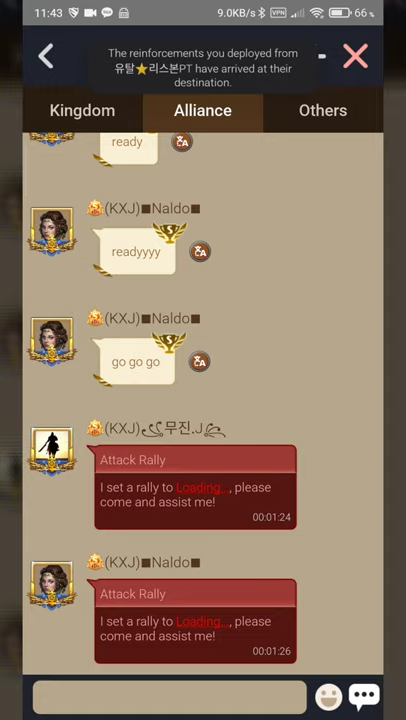 11:43
9.0KB/s
VPN
66%
The reinforcements you deployed from
유탈⭐리스본PT have arrived at their
destination.
Kingdom
Alliance
Others
ready
(KXJ)■Naldo■
readyyyy
(KXJ)■Naldo■
go go go
(KXJ)꧁무진.J꧂
Attack Rally
I set a rally to Loading..., please
come and assist me!
00:01:24
(KXJ)■Naldo■
Attack Rally
I set a rally to Loading..., please
come and assist me!
00:01:26